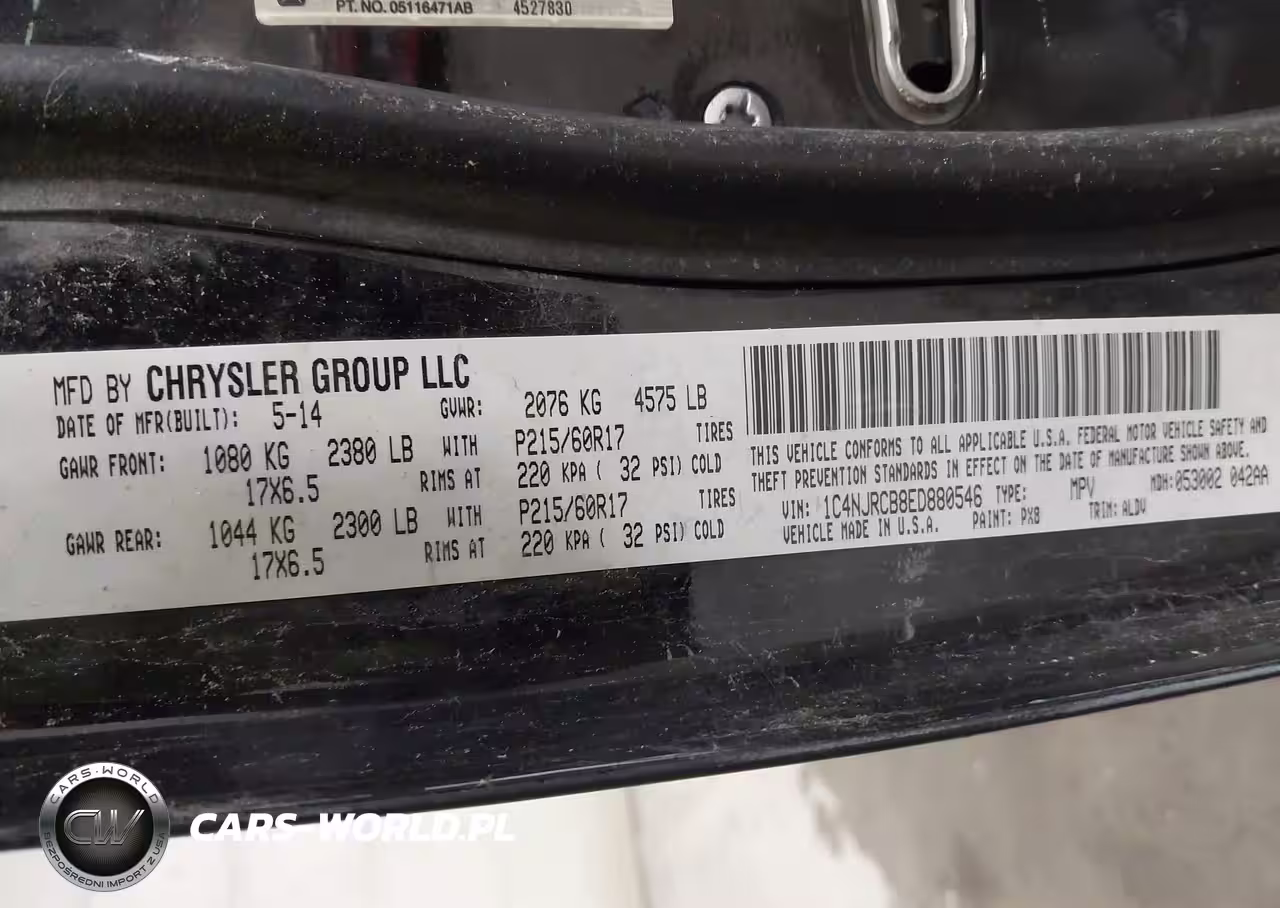 PT. NO. 05116471AB 4527830
MFD BY CHRYSLER GROUP LLC
DATE OF MFR(BUILT): 5-14 GVWR: 2076 KG 4575 LB
GAWR FRONT: 1080 KG 2380 LB WITH P215/60R17 TIRES
17X6.5 RIMS AT 220 KPA ( 32 PSI) COLD
GAWR REAR: 1044 KG 2300 LB WITH P215/60R17 TIRES
17X6.5 RIMS AT 220 KPA ( 32 PSI) COLD
THIS VEHICLE CONFORMS TO ALL APPLICABLE U.S.A. FEDERAL MOTOR VEHICLE SAFETY AND
THEFT PREVENTION STANDARDS IN EFFECT ON THE DATE OF MANUFACTURE SHOWN ABOVE.
VIN: 1C4NJRCB8ED880546 TYPE: MPV MDH: 053002 042AA
VEHICLE MADE IN U.S.A. PAINT: PX8 TRIM: ALDV
CARS-WORLD
CW
BEZPOŚREDNI IMPORT Z USA
CARS-WORLD.PL